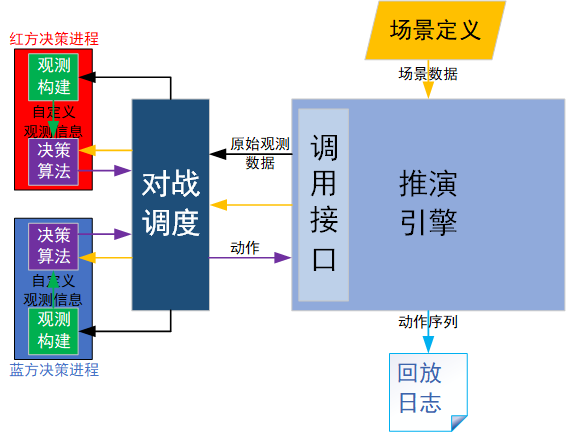 红方决策进程
观测
构建
自定义
观测信息
决策
算法
决策
算法
自定义
观测信息
观测
构建
蓝方决策进程
对战
调度
原始观测
数据
动作
场景定义
场景数据
调
用
接
口
推演
引擎
动作序列
回放
日志